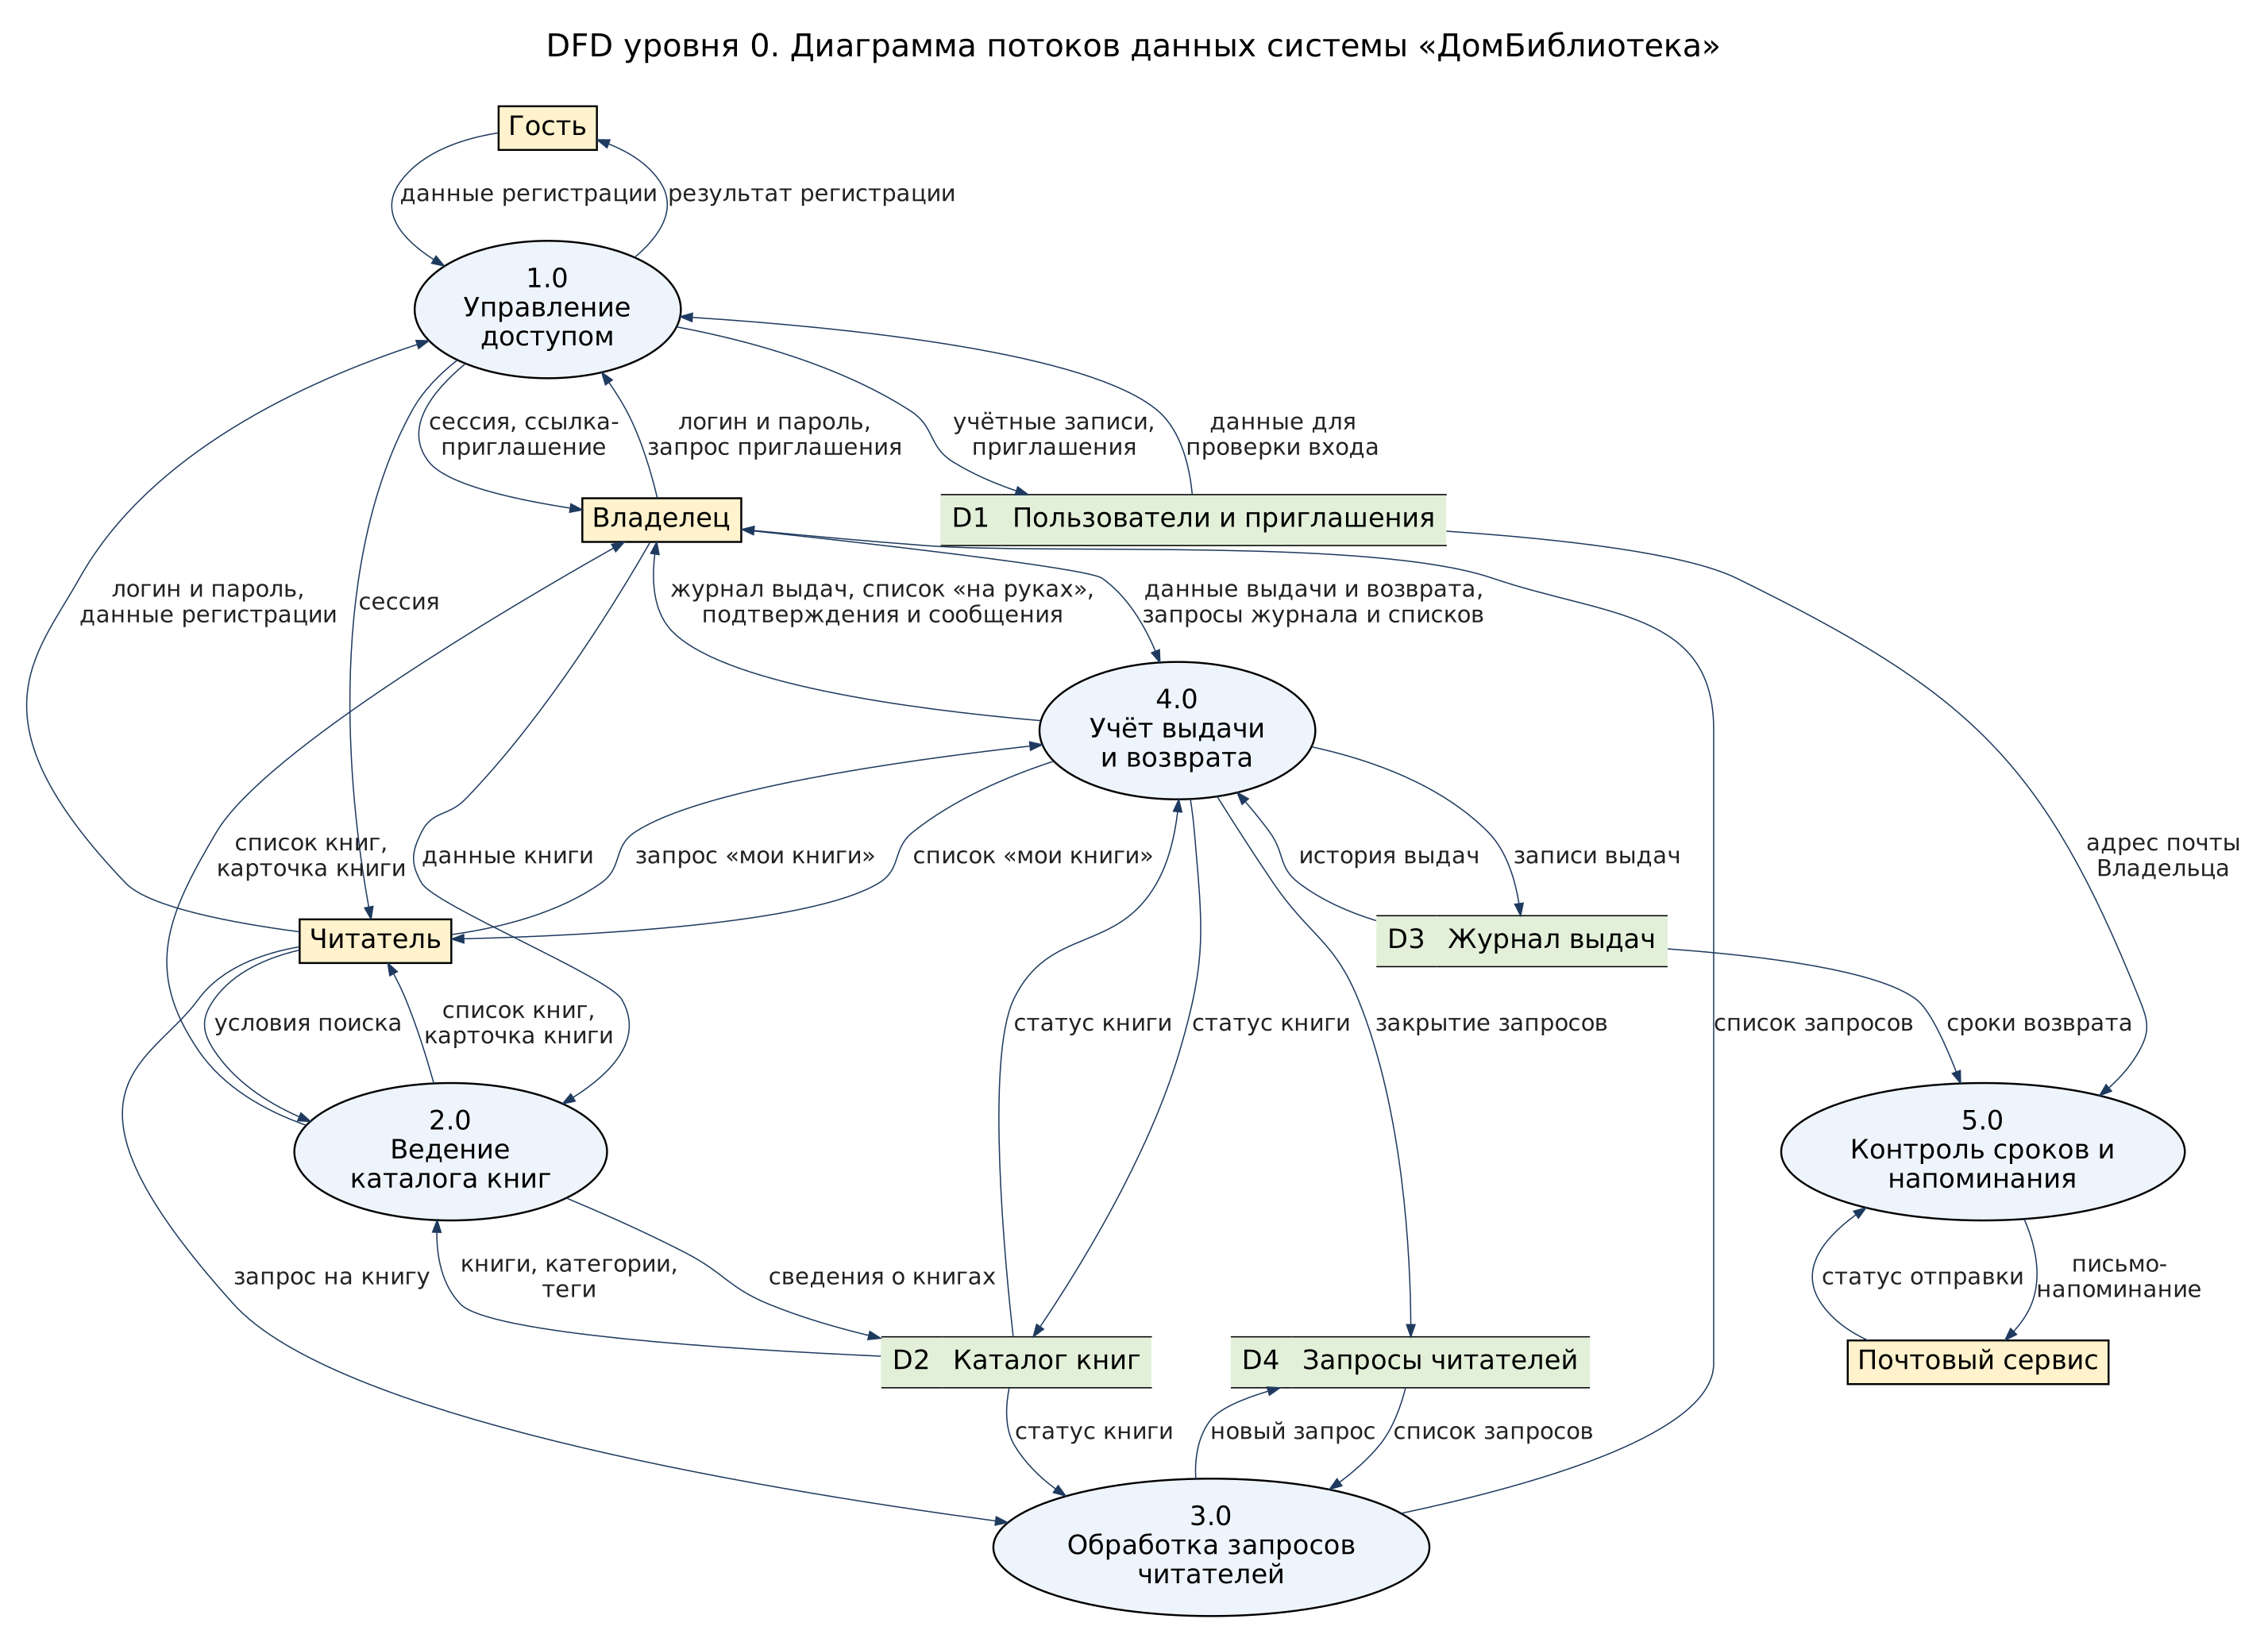 DFD уровня 0. Диаграмма потоков данных системы «ДомБиблиотека»
Гость
данные регистрации
результат регистрации
1.0
Управление
доступом
сессия, ссылка-
приглашение
логин и пароль,
запрос приглашения
учётные записи,
приглашения
данные для
проверки входа
Владелец
D1 Пользователи и приглашения
логин и пароль,
данные регистрации
сессия
журнал выдач, список «на руках»,
подтверждения и сообщения
данные выдачи и возврата,
запросы журнала и списков
4.0
Учёт выдачи
и возврата
список книг,
карточка книги
данные книги
запрос «мои книги»
список «мои книги»
история выдач
записи выдач
адрес почты
Владельца
Читатель
D3 Журнал выдач
условия поиска
список книг,
карточка книги
статус книги
статус книги
закрытие запросов
список запросов
сроки возврата
2.0
Ведение
каталога книг
5.0
Контроль сроков и
напоминания
запрос на книгу
книги, категории,
теги
сведения о книгах
статус отправки
письмо-
напоминание
D2 Каталог книг
D4 Запросы читателей
Почтовый сервис
статус книги
новый запрос
список запросов
3.0
Обработка запросов
читателей